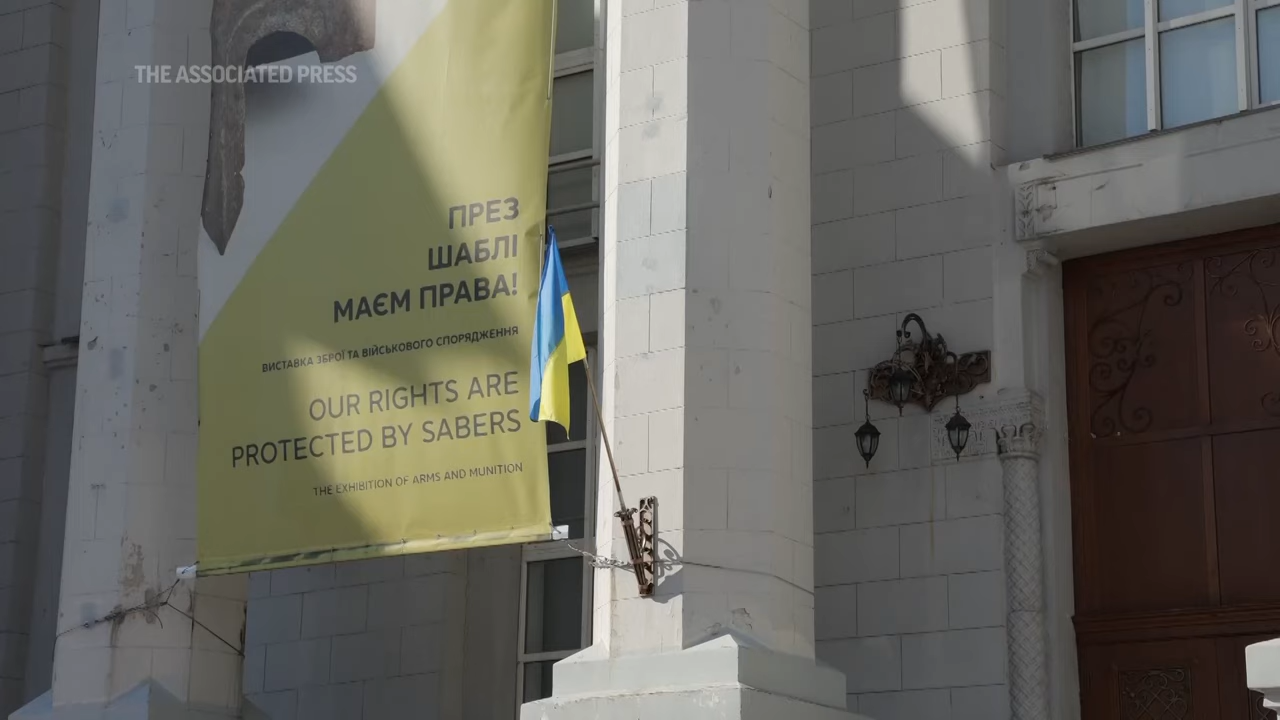 THE ASSOCIATED PRESS
ПРЕЗ
ШАБЛІ
МАЄМ ПРАВА!
ВИСТАВКА ЗБРОЇ ТА ВІЙСЬКОВОГО СПОРЯДЖЕННЯ
OUR RIGHTS ARE
PROTECTED BY SABERS
THE EXHIBITION OF ARMS AND MUNITION